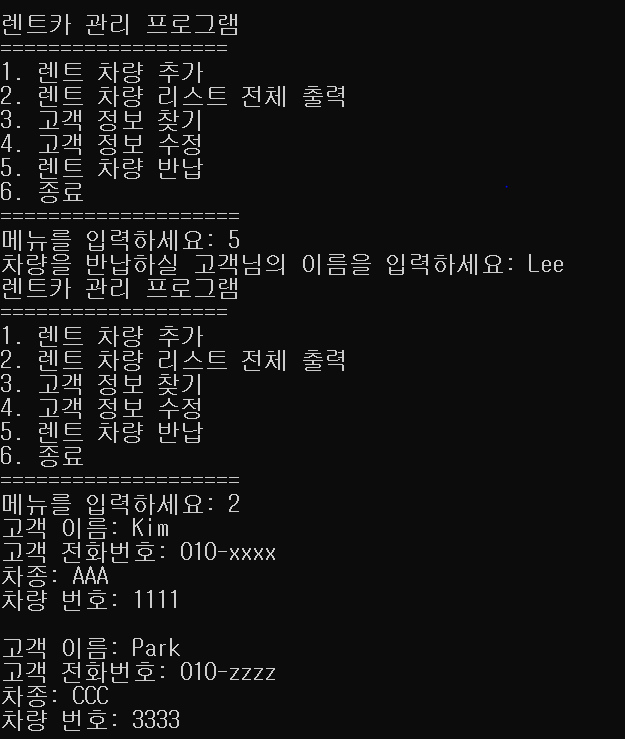 렌트카 관리 프로그램
===================
1. 렌트 차량 추가
2. 렌트 차량 리스트 전체 출력
3. 고객 정보 찾기
4. 고객 정보 수정
5. 렌트 차량 반납
6. 종료
====================
메뉴를 입력하세요: 5
차량을 반납하실 고객님의 이름을 입력하세요: Lee
렌트카 관리 프로그램
===================
1. 렌트 차량 추가
2. 렌트 차량 리스트 전체 출력
3. 고객 정보 찾기
4. 고객 정보 수정
5. 렌트 차량 반납
6. 종료
====================
메뉴를 입력하세요: 2
고객 이름: Kim
고객 전화번호: 010-xxxx
차종: AAA
차량 번호: 1111

고객 이름: Park
고객 전화번호: 010-zzzz
차종: CCC
차량 번호: 3333